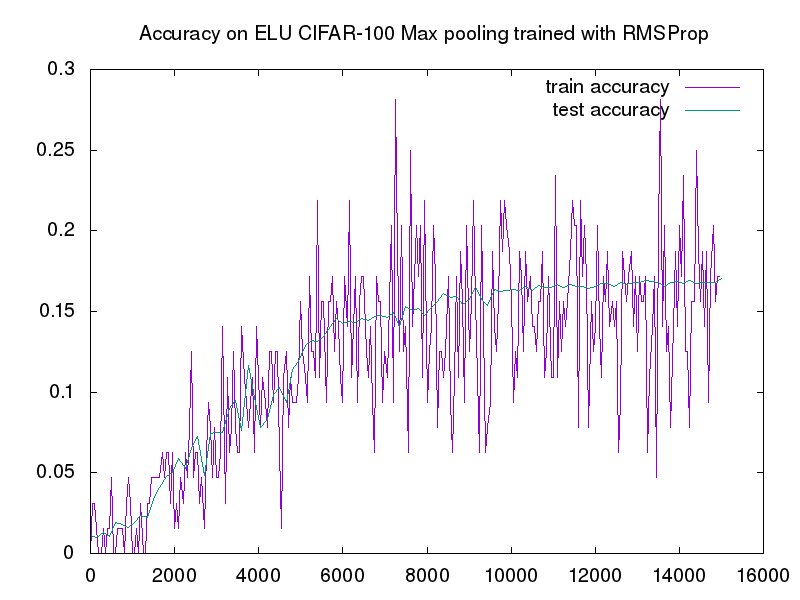 Accuracy on ELU CIFAR-100 Max pooling trained with RMSProp
0.3
train accuracy
test accuracy
0.25
0.2
0.15
0.1
0.05
0
0 2000 4000 6000 8000 10000 12000 14000 16000